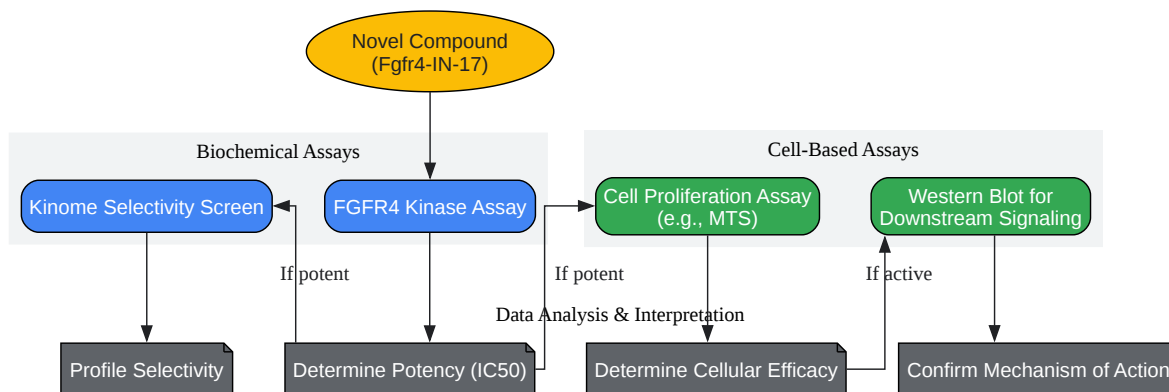 Novel Compound
(Fgfr4-IN-17)
Biochemical Assays
Cell-Based Assays
Kinome Selectivity Screen
FGFR4 Kinase Assay
Cell Proliferation Assay
(e.g., MTS)
Western Blot for
Downstream Signaling
If potent
If potent
If active
Data Analysis & Interpretation
Profile Selectivity
Determine Potency (IC50)
Determine Cellular Efficacy
Confirm Mechanism of Action